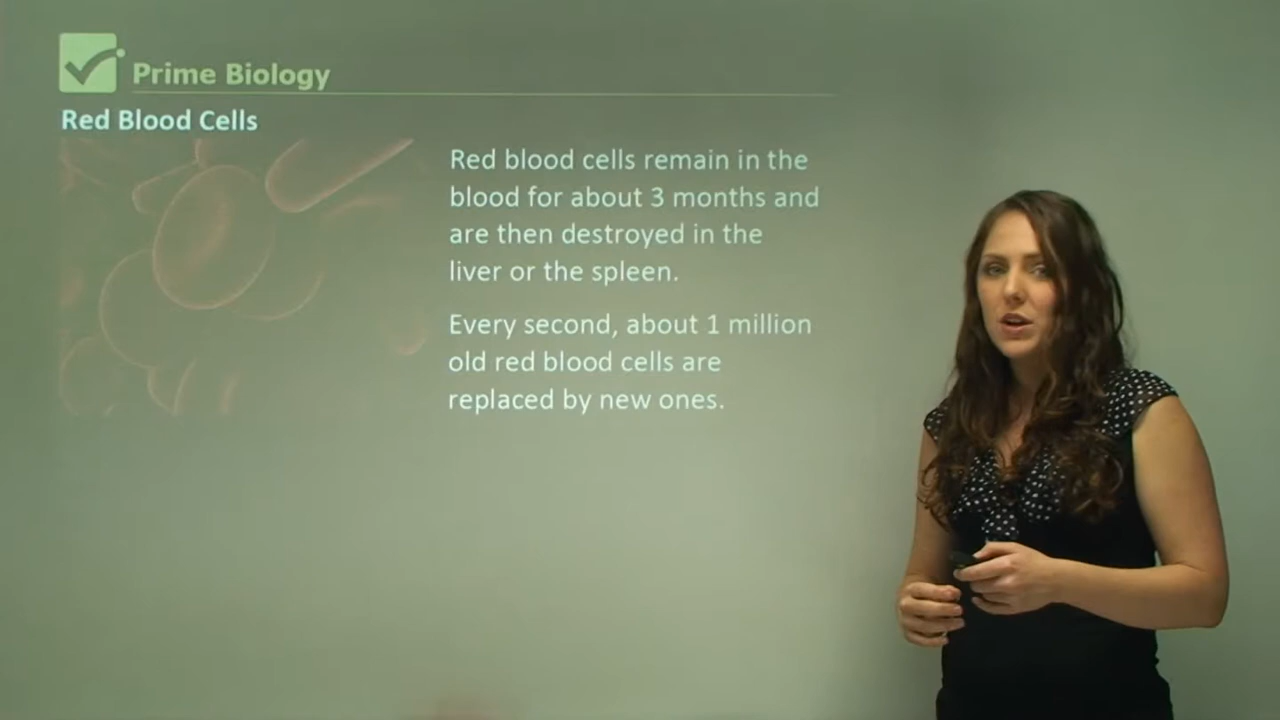 Prime Biology
Red Blood Cells
Red blood cells remain in the
blood for about 3 months and
are then destroyed in the
liver or the spleen.
Every second, about 1 million
old red blood cells are
replaced by new ones.